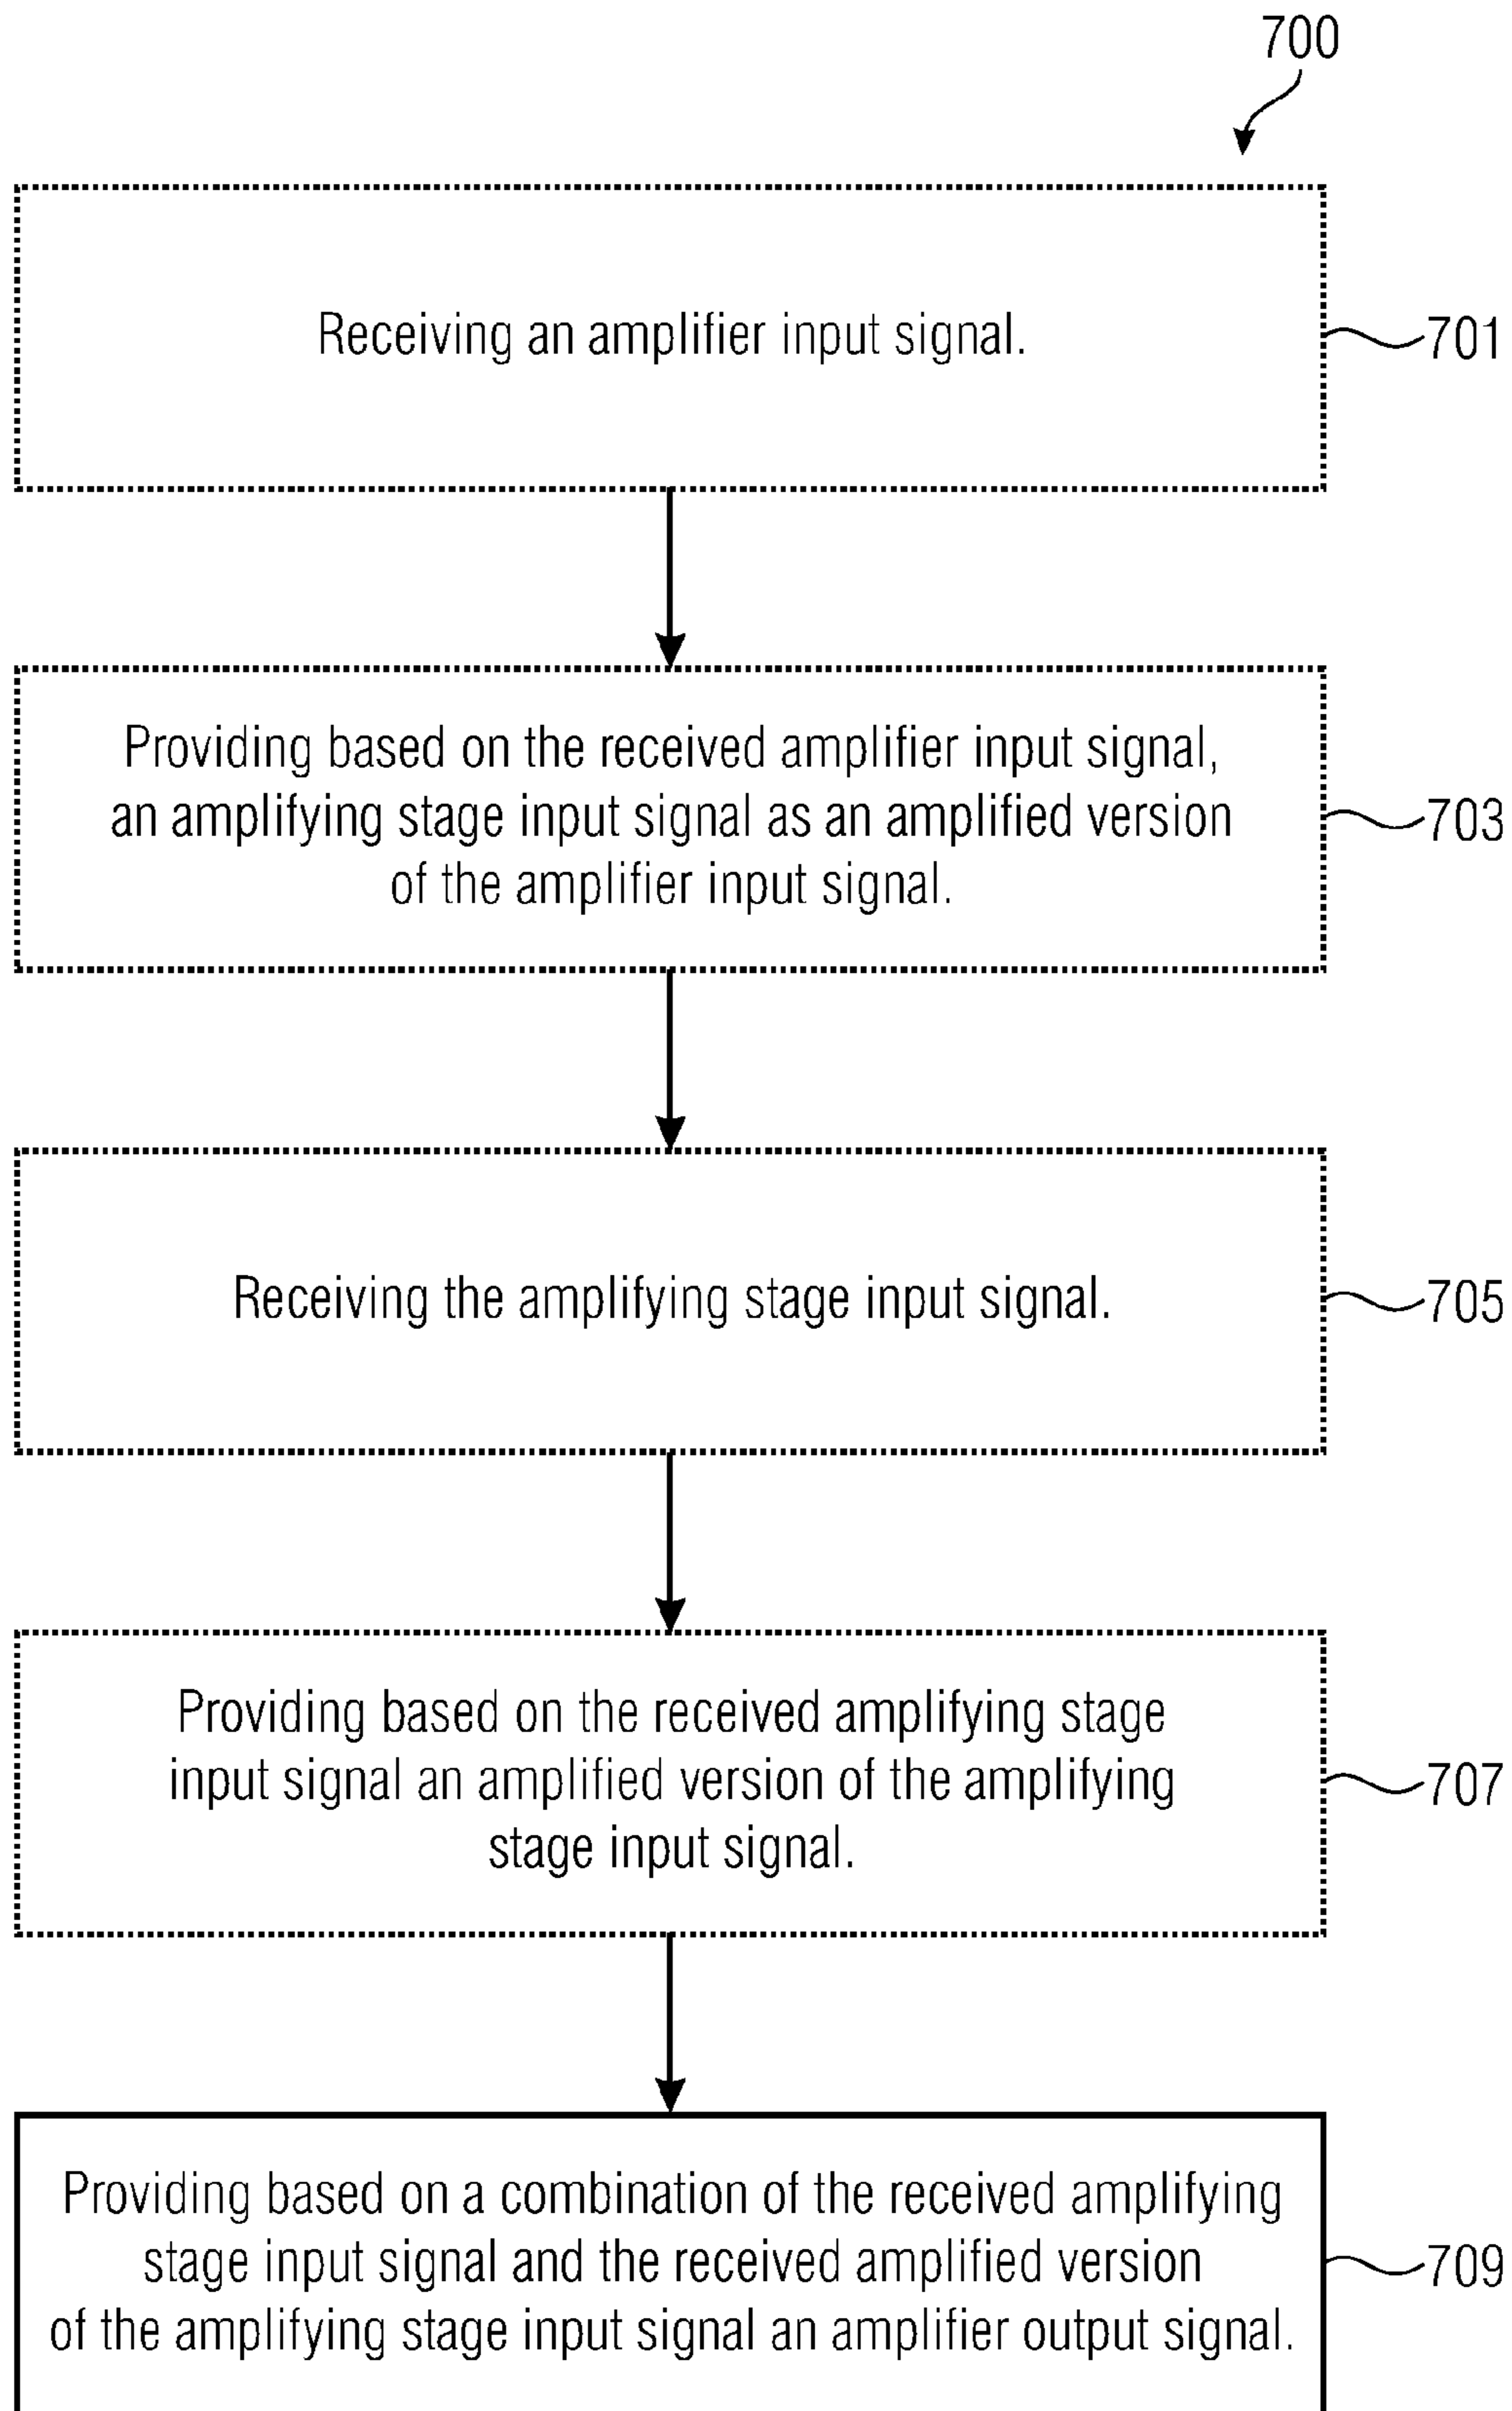 700
Receiving an amplifier input signal.
701
Providing based on the received amplifier input signal,
an amplifying stage input signal as an amplified version
of the amplifier input signal.
703
Receiving the amplifying stage input signal.
705
Providing based on the received amplifying stage
input signal an amplified version of the amplifying
stage input signal.
707
Providing based on a combination of the received amplifying
stage input signal and the received amplified version
of the amplifying stage input signal an amplifier output signal.
709